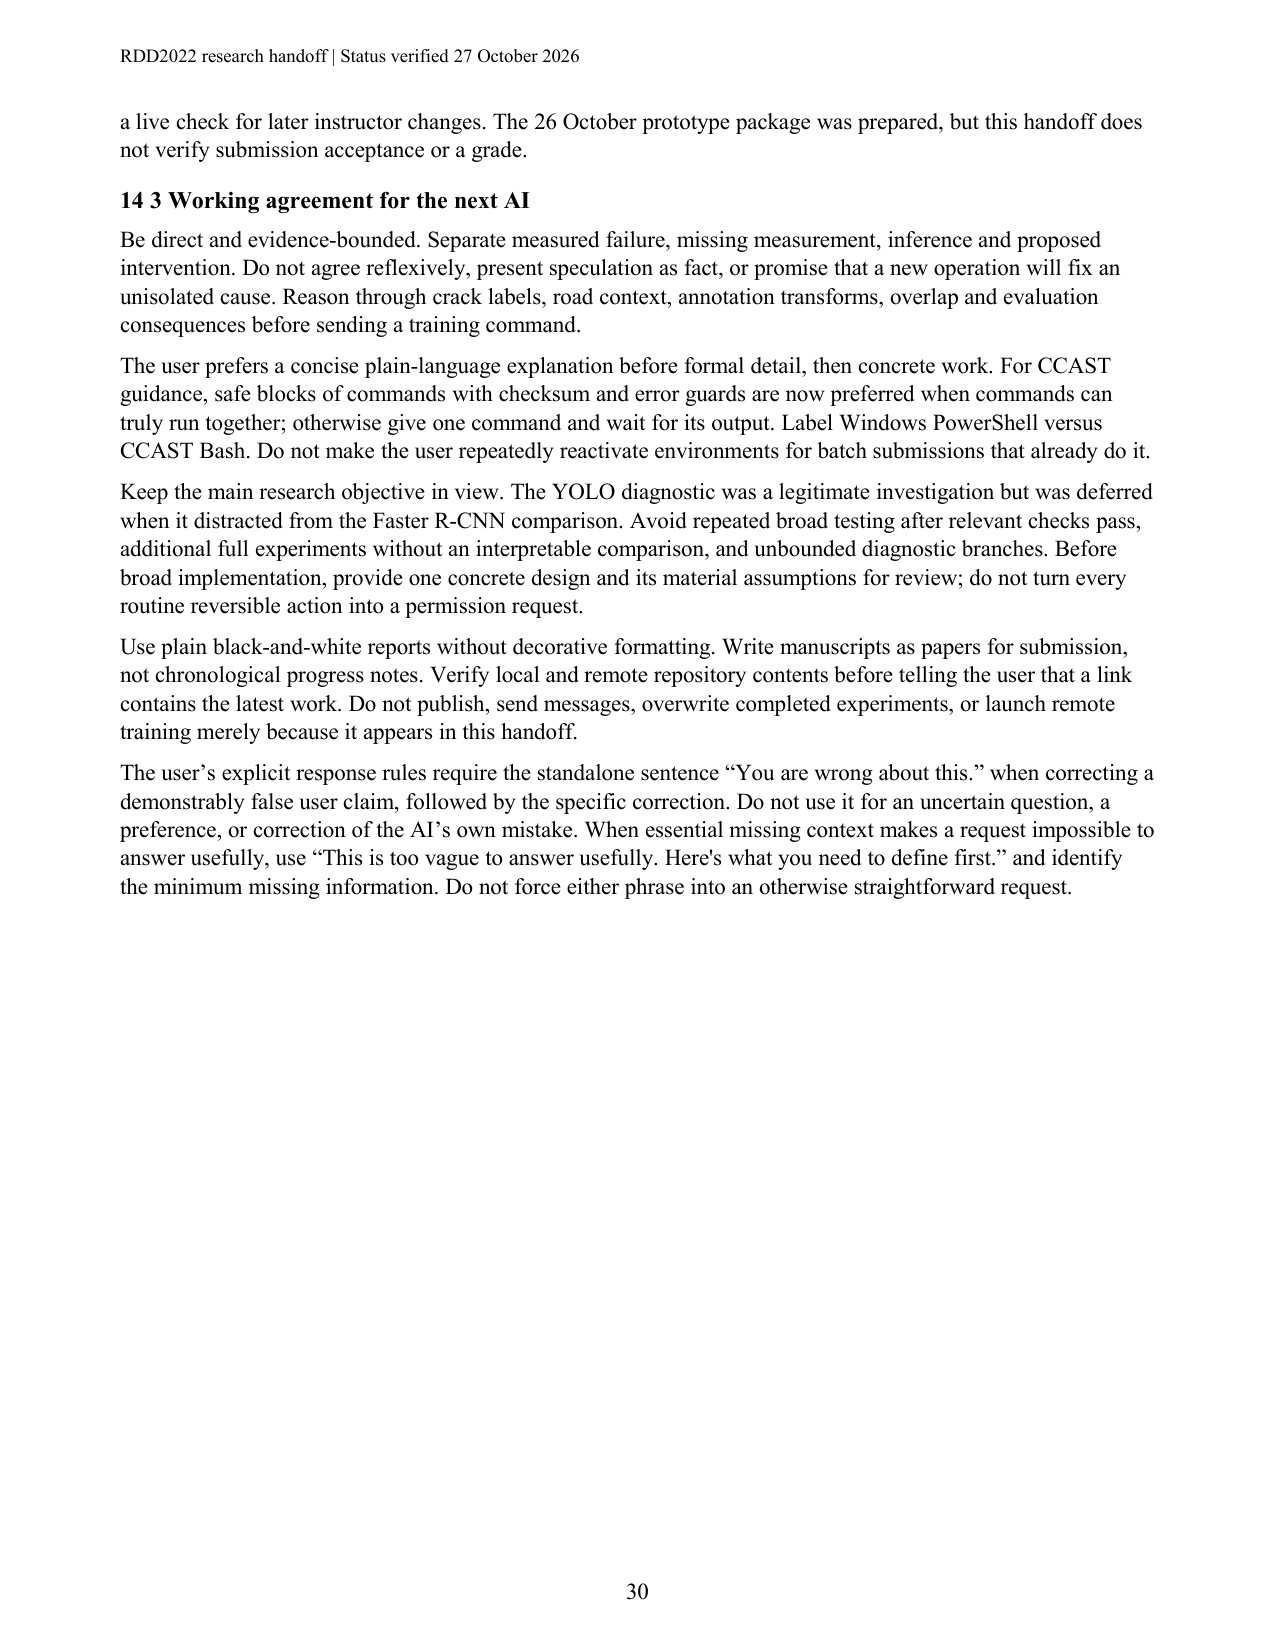 RDD2022 research handoff | Status verified 27 October 2026
a live check for later instructor changes. The 26 October prototype package was prepared, but this handoff does
not verify submission acceptance or a grade.
14 3 Working agreement for the next AI
Be direct and evidence-bounded. Separate measured failure, missing measurement, inference and proposed
intervention. Do not agree reflexively, present speculation as fact, or promise that a new operation will fix an
unisolated cause. Reason through crack labels, road context, annotation transforms, overlap and evaluation
consequences before sending a training command.
The user prefers a concise plain-language explanation before formal detail, then concrete work. For CCAST
guidance, safe blocks of commands with checksum and error guards are now preferred when commands can
truly run together; otherwise give one command and wait for its output. Label Windows PowerShell versus
CCAST Bash. Do not make the user repeatedly reactivate environments for batch submissions that already do it.
Keep the main research objective in view. The YOLO diagnostic was a legitimate investigation but was deferred
when it distracted from the Faster R-CNN comparison. Avoid repeated broad testing after relevant checks pass,
additional full experiments without an interpretable comparison, and unbounded diagnostic branches. Before
broad implementation, provide one concrete design and its material assumptions for review; do not turn every
routine reversible action into a permission request.
Use plain black-and-white reports without decorative formatting. Write manuscripts as papers for submission,
not chronological progress notes. Verify local and remote repository contents before telling the user that a link
contains the latest work. Do not publish, send messages, overwrite completed experiments, or launch remote
training merely because it appears in this handoff.
The user’s explicit response rules require the standalone sentence “You are wrong about this.” when correcting a
demonstrably false user claim, followed by the specific correction. Do not use it for an uncertain question, a
preference, or correction of the AI’s own mistake. When essential missing context makes a request impossible to
answer usefully, use “This is too vague to answer usefully. Here's what you need to define first.” and identify
the minimum missing information. Do not force either phrase into an otherwise straightforward request.
30